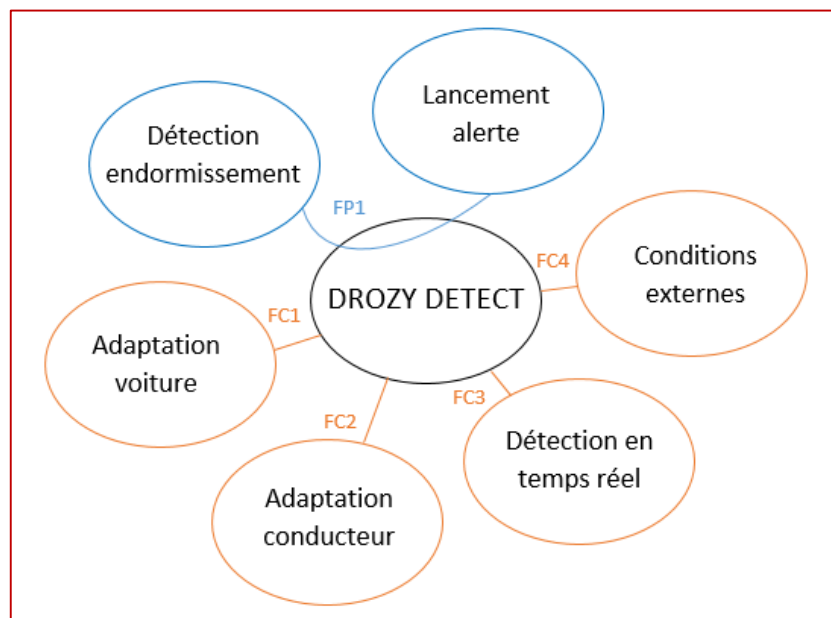 Lancement
alerte
Détection
endormissement
FP1
FC4
Conditions
externes
DROZY DETECT
FC1
Adaptation
voiture
FC3
FC2
Détection en
temps réel
Adaptation
conducteur